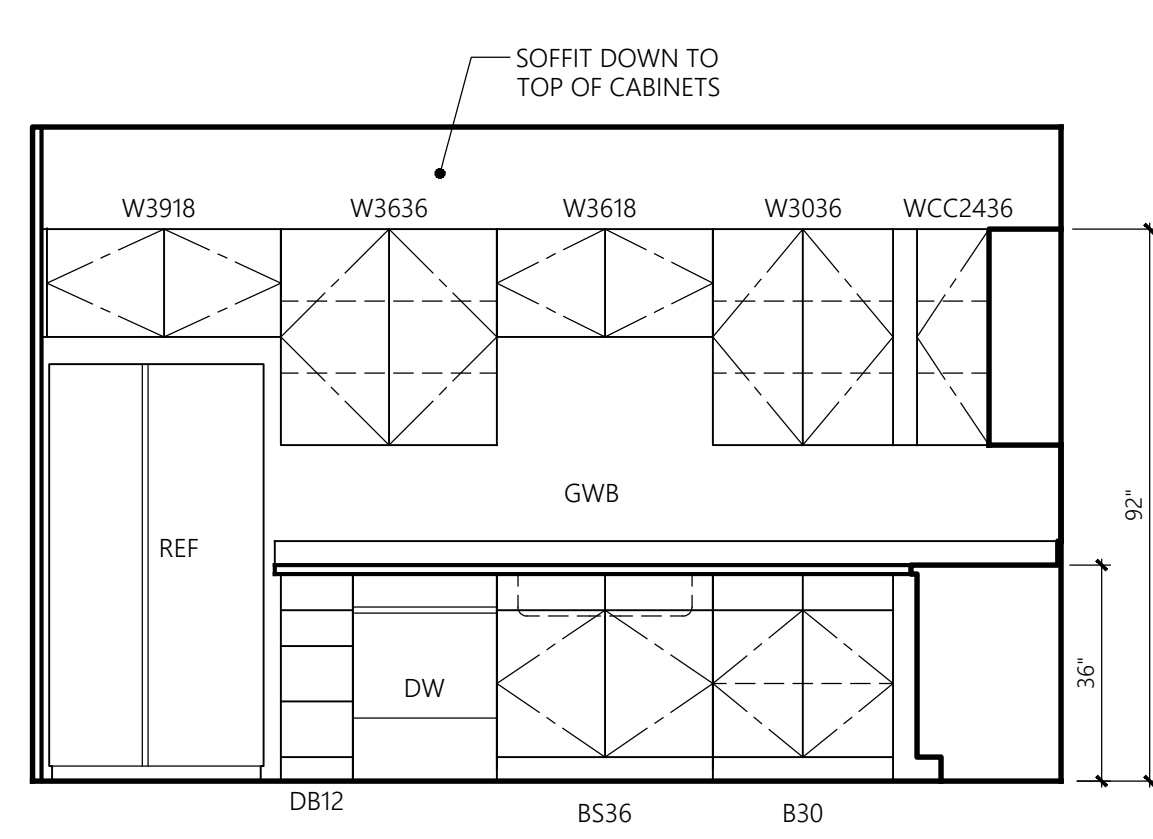 SOFFIT DOWN TO
TOP OF CABINETS
W3918
W3636
W3618
W3036
WCC2436
GWB
92"
REF
36"
DW
DB12
BS36
B30